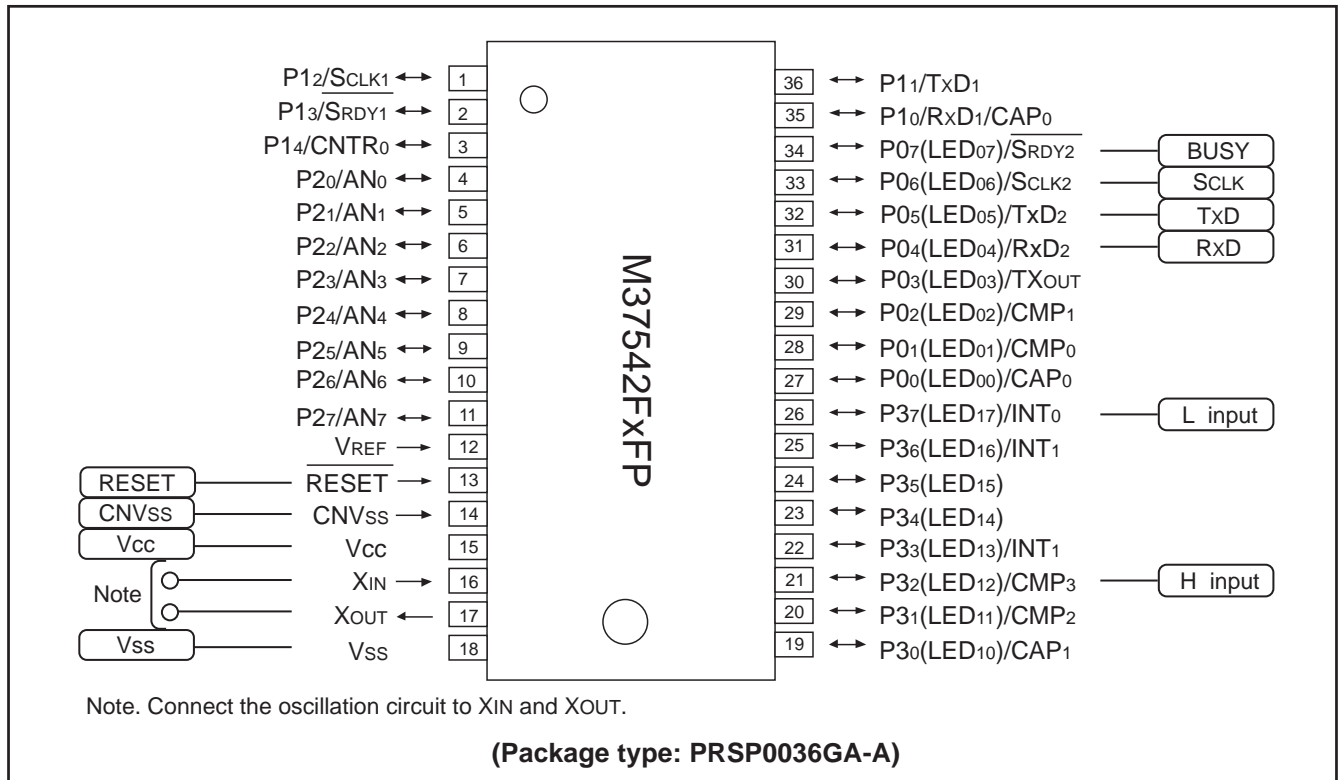 P12/SCLK1 1
P13/SRDY1 2
P14/CNTR0 3
P20/AN0 4
P21/AN1 5
P22/AN2 6
P23/AN3 7
P24/AN4 8
P25/AN5 9
P26/AN6 10
P27/AN7 11
VREF 12
RESET RESET 13
CNVSS CNVSS 14
Vcc Vcc 15
Note
XIN 16
XOUT 17
Vss Vss 18
M37542FxFP
36 P11/TxD1
35 P10/RxD1/CAP0
34 P07(LED07)/SRDY2 BUSY
33 P06(LED06)/SCLK2 SCLK
32 P05(LED05)/TxD2 TxD
31 P04(LED04)/RxD2 RxD
30 P03(LED03)/TXOUT
29 P02(LED02)/CMP1
28 P01(LED01)/CMP0
27 P00(LED00)/CAP0
26 P37(LED17)/INT0 L input
25 P36(LED16)/INT1
24 P35(LED15)
23 P34(LED14)
22 P33(LED13)/INT1
21 P32(LED12)/CMP3 H input
20 P31(LED11)/CMP2
19 P30(LED10)/CAP1
Note. Connect the oscillation circuit to XIN and XOUT.
(Package type: PRSP0036GA-A)